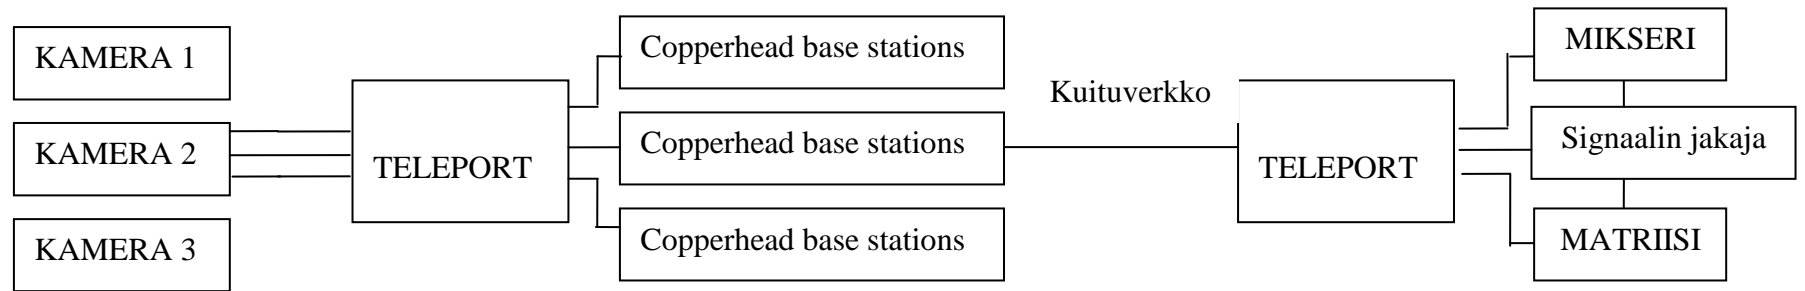 KAMERA 1
KAMERA 2
KAMERA 3
TELEPORT
Copperhead base stations
Copperhead base stations
Copperhead base stations
Kuituverkko
TELEPORT
MIKSERI
Signaalin jakaja
MATRIISI